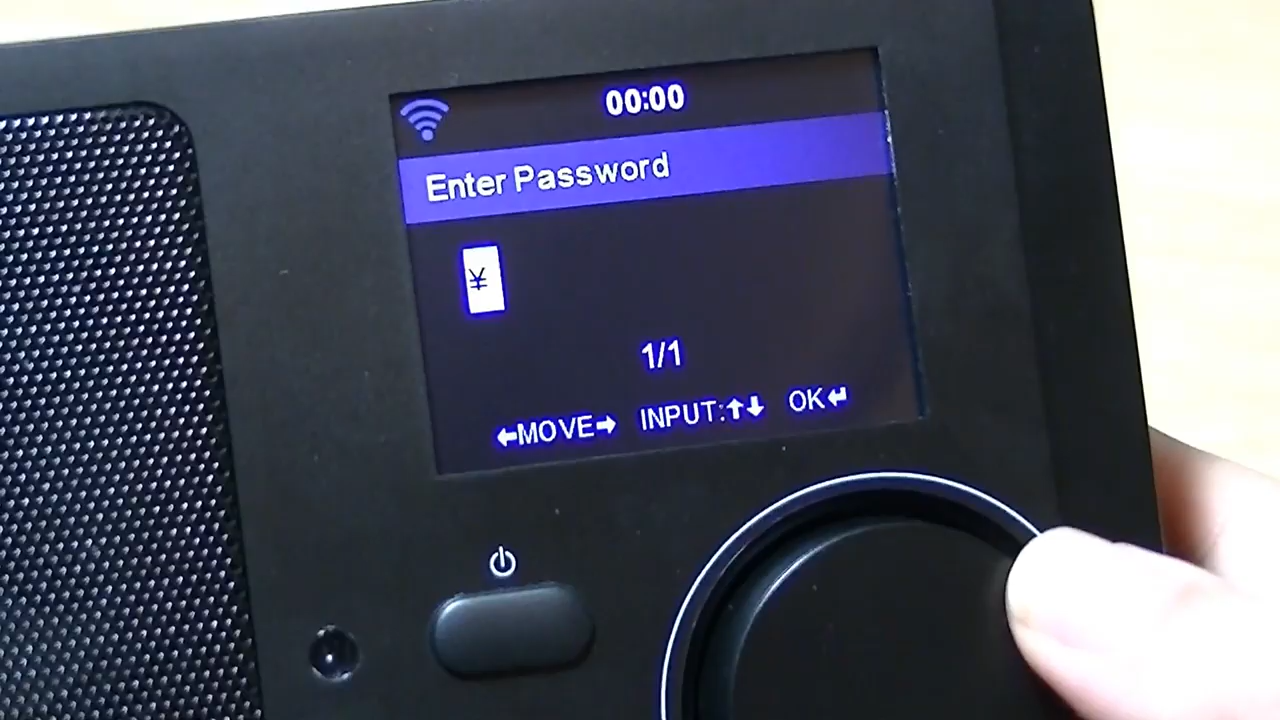 00:00
Enter Password
¥
1/1
←MOVE→ INPUT:↑↓ OK↵